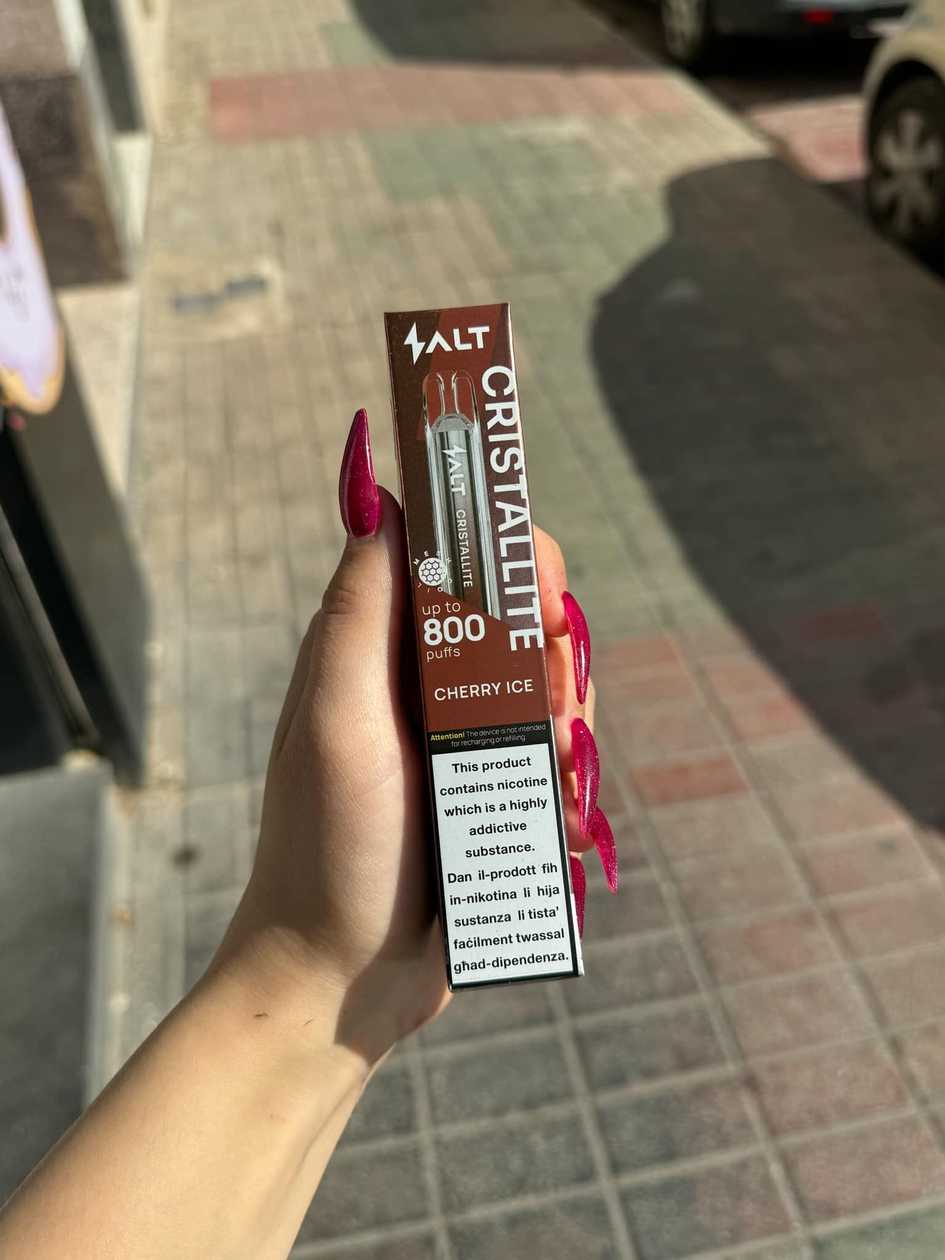 SALT
CRISTALLITE
SALT CRISTALLITE
MESH
up to
800
puffs
CHERRY ICE
Attention! The device is not intended
for recharging or refilling.
This product
contains nicotine
which is a highly
addictive
substance.
Dan il-prodott fih
in-nikotina li hija
sustanza li tista'
faċilment twassal
għad-dipendenza.